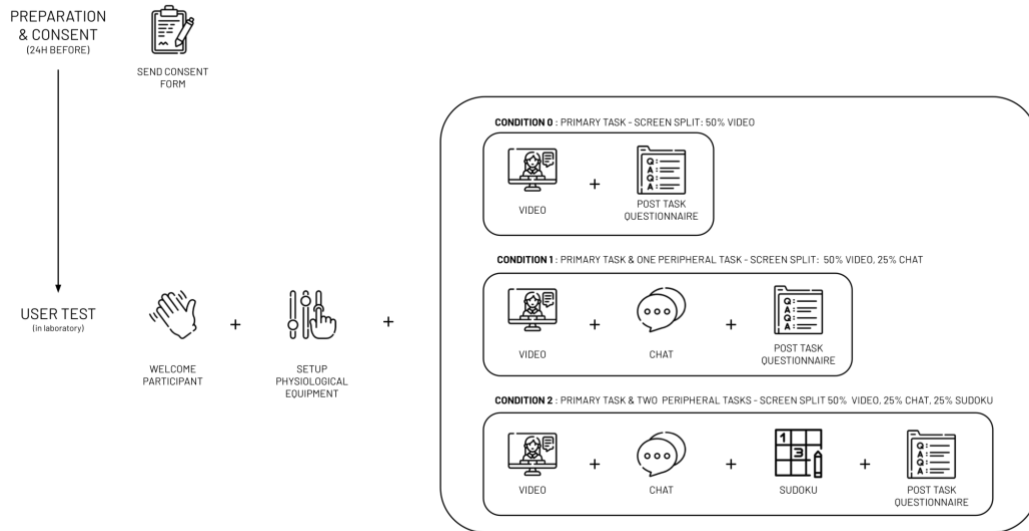 PREPARATION
& CONSENT
(24H BEFORE)
SEND CONSENT
FORM
USER TEST
(in laboratory)
WELCOME
PARTICIPANT
+
SETUP
PHYSIOLOGICAL
EQUIPMENT
+
CONDITION 0 : PRIMARY TASK - SCREEN SPLIT: 50% VIDEO
VIDEO
+
Q:
A:
Q:
A:
POST TASK
QUESTIONNAIRE
CONDITION 1 : PRIMARY TASK & ONE PERIPHERAL TASK - SCREEN SPLIT: 50% VIDEO, 25% CHAT
VIDEO
+
CHAT
+
Q:
A:
Q:
A:
POST TASK
QUESTIONNAIRE
CONDITION 2 : PRIMARY TASK & TWO PERIPHERAL TASKS - SCREEN SPLIT 50% VIDEO, 25% CHAT, 25% SUDOKU
VIDEO
+
CHAT
+
1
3
SUDOKU
+
Q:
A:
Q:
A:
POST TASK
QUESTIONNAIRE